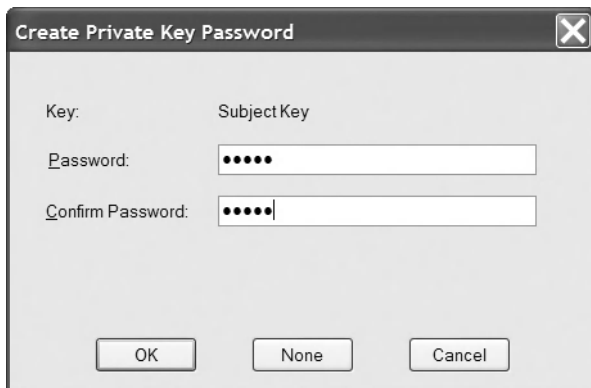 Create Private Key Password
Key: Subject Key
Password: •••••
Confirm Password: •••••
OK None Cancel